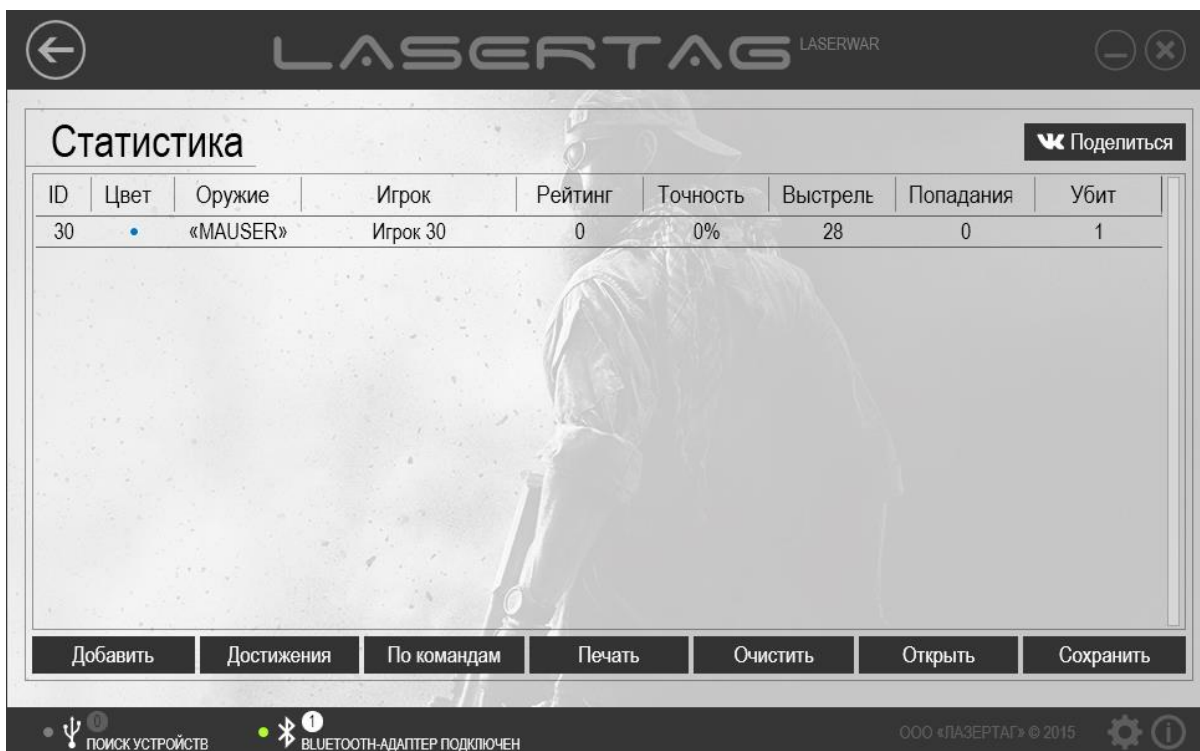 LASERTAG LASERWAR
Статистика
Поделиться
ID Цвет Оружие Игрок Рейтинг Точность Выстрель Попадания Убит
30 «MAUSER» Игрок 30 0 0% 28 0 1
Добавить Достижения По командам Печать Очистить Открыть Сохранить
0 1
ПОИСК УСТРОЙСТВ BLUETOOTH-АДАПТЕР ПОДКЛЮЧЕН ООО «ЛАЗЕРТАГ» © 2015